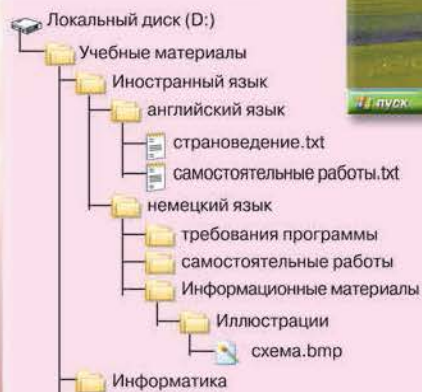 Локальный диск (D:)
Учебные материалы
Иностранный язык
английский язык
страноведение.txt
самостоятельные работы.txt
немецкий язык
требования программы
самостоятельные работы
Информационные материалы
Иллюстрации
схема.bmp
Информатика
пуск